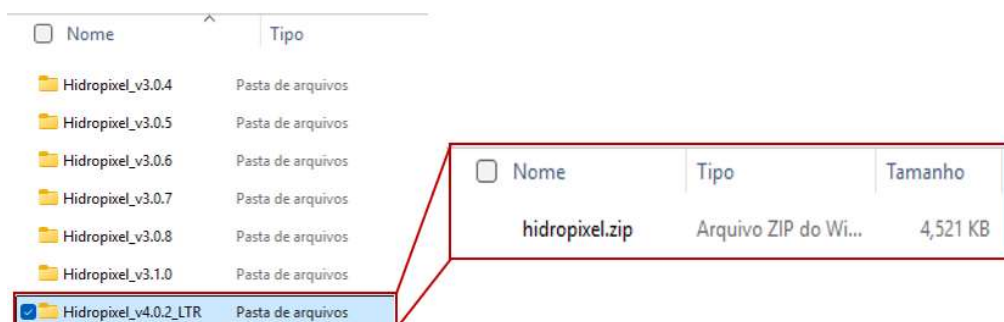 Nome Tipo
Hidropixel_v3.0.4 Pasta de arquivos
Hidropixel_v3.0.5 Pasta de arquivos
Hidropixel_v3.0.6 Pasta de arquivos
Hidropixel_v3.0.7 Pasta de arquivos
Hidropixel_v3.0.8 Pasta de arquivos
Hidropixel_v3.1.0 Pasta de arquivos
Hidropixel_v4.0.2_LTR Pasta de arquivos
Nome Tipo Tamanho
hidropixel.zip Arquivo ZIP do Wi... 4,521 KB